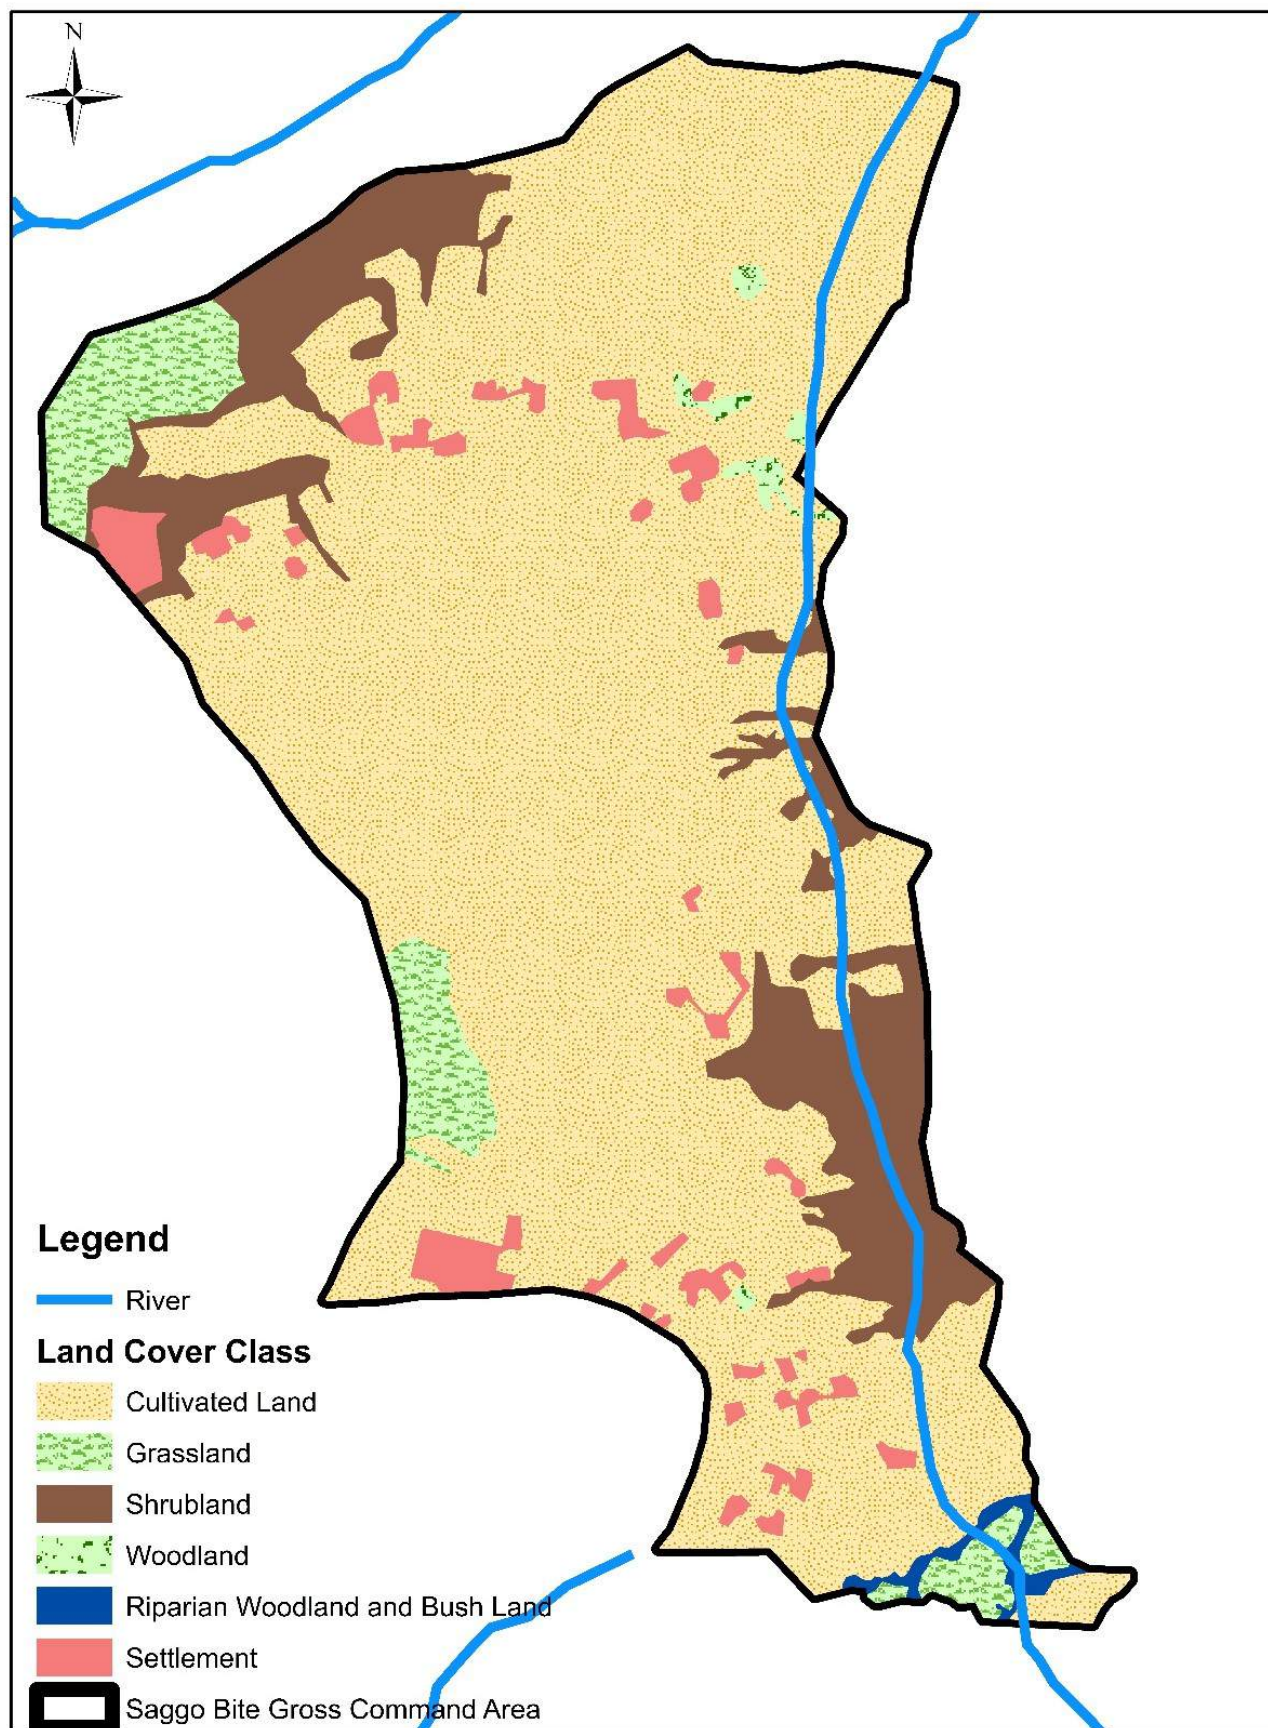 N
Legend
River
Land Cover Class
Cultivated Land
Grassland
Shrubland
Woodland
Riparian Woodland and Bush Land
Settlement
Saggo Bite Gross Command Area